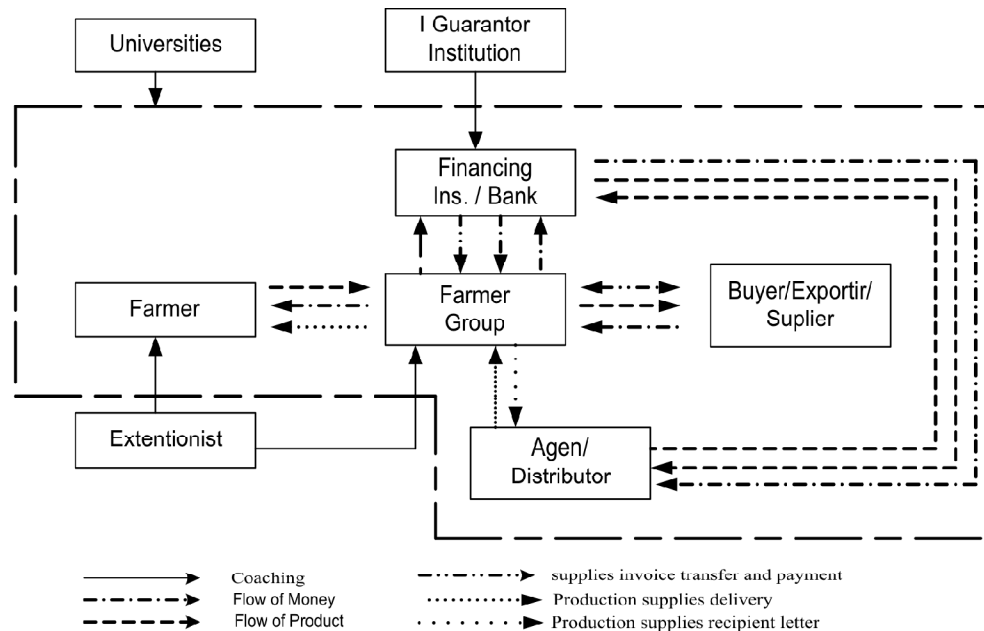 Universities
I Guarantor
Institution
Financing
Ins. / Bank
Farmer
Farmer
Group
Buyer/Exportir/
Suplier
Extentionist
Agen/
Distributor
Coaching
Flow of Money
Flow of Product
supplies invoice transfer and payment
Production supplies delivery
Production supplies recipient letter